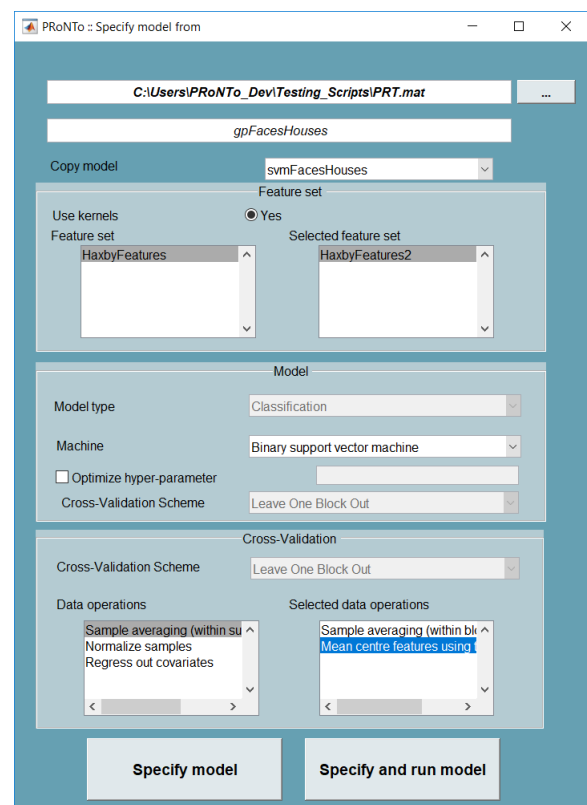 PRoNTo :: Specify model from
C:\Users\PRoNTo_Dev\Testing_Scripts\PRT.mat
...
gpFacesHouses
Copy model svmFacesHouses
Feature set
Use kernels Yes
Feature set Selected feature set
HaxbyFeatures HaxbyFeatures2
Model
Model type Classification
Machine Binary support vector machine
Optimize hyper-parameter
Cross-Validation Scheme Leave One Block Out
Cross-Validation
Cross-Validation Scheme Leave One Block Out
Data operations Selected data operations
Sample averaging (within su Sample averaging (within blo
Normalize samples Mean centre features using t
Regress out covariates
Specify model Specify and run model